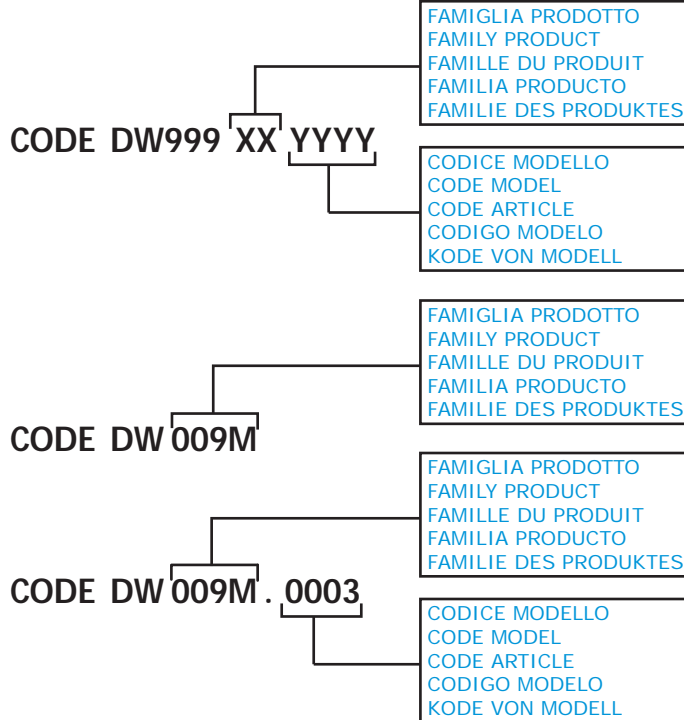 FAMIGLIA PRODOTTO
FAMILY PRODUCT
FAMILLE DU PRODUIT
FAMILIA PRODUCTO
FAMILIE DES PRODUKTES
CODE DW999 XX YYYY
CODICE MODELLO
CODE MODEL
CODE ARTICLE
CODIGO MODELO
KODE VON MODELL
FAMIGLIA PRODOTTO
FAMILY PRODUCT
FAMILLE DU PRODUIT
FAMILIA PRODUCTO
FAMILIE DES PRODUKTES
CODE DW 009M
FAMIGLIA PRODOTTO
FAMILY PRODUCT
FAMILLE DU PRODUIT
FAMILIA PRODUCTO
FAMILIE DES PRODUKTES
CODE DW 009M . 0003
CODICE MODELLO
CODE MODEL
CODE ARTICLE
CODIGO MODELO
KODE VON MODELL